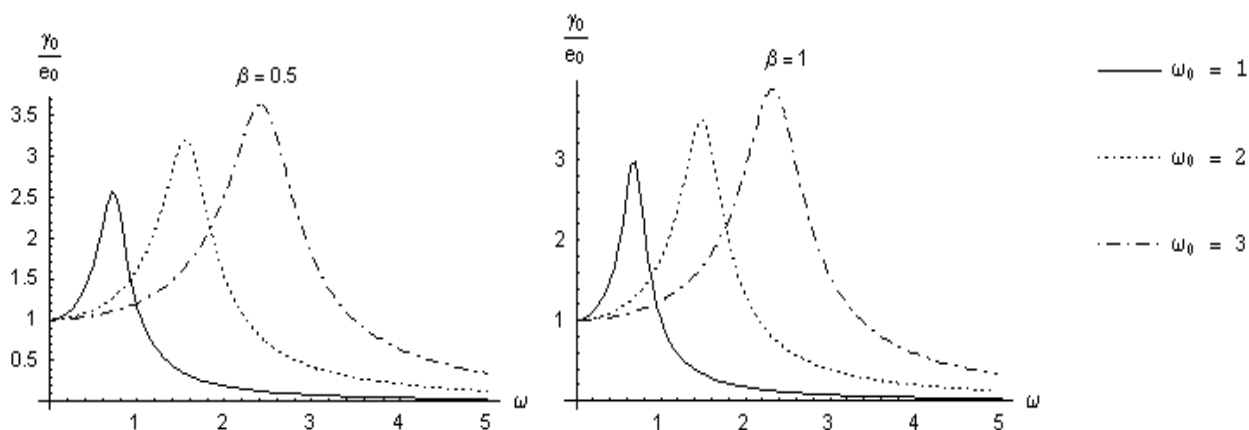 γ₀
e₀
β = 0.5
3.5
3
2.5
2
1.5
1
0.5
1 2 3 4 5 ω
γ₀
e₀
β = 1
3
2
1
1 2 3 4 5 ω
ω₀ = 1
ω₀ = 2
ω₀ = 3